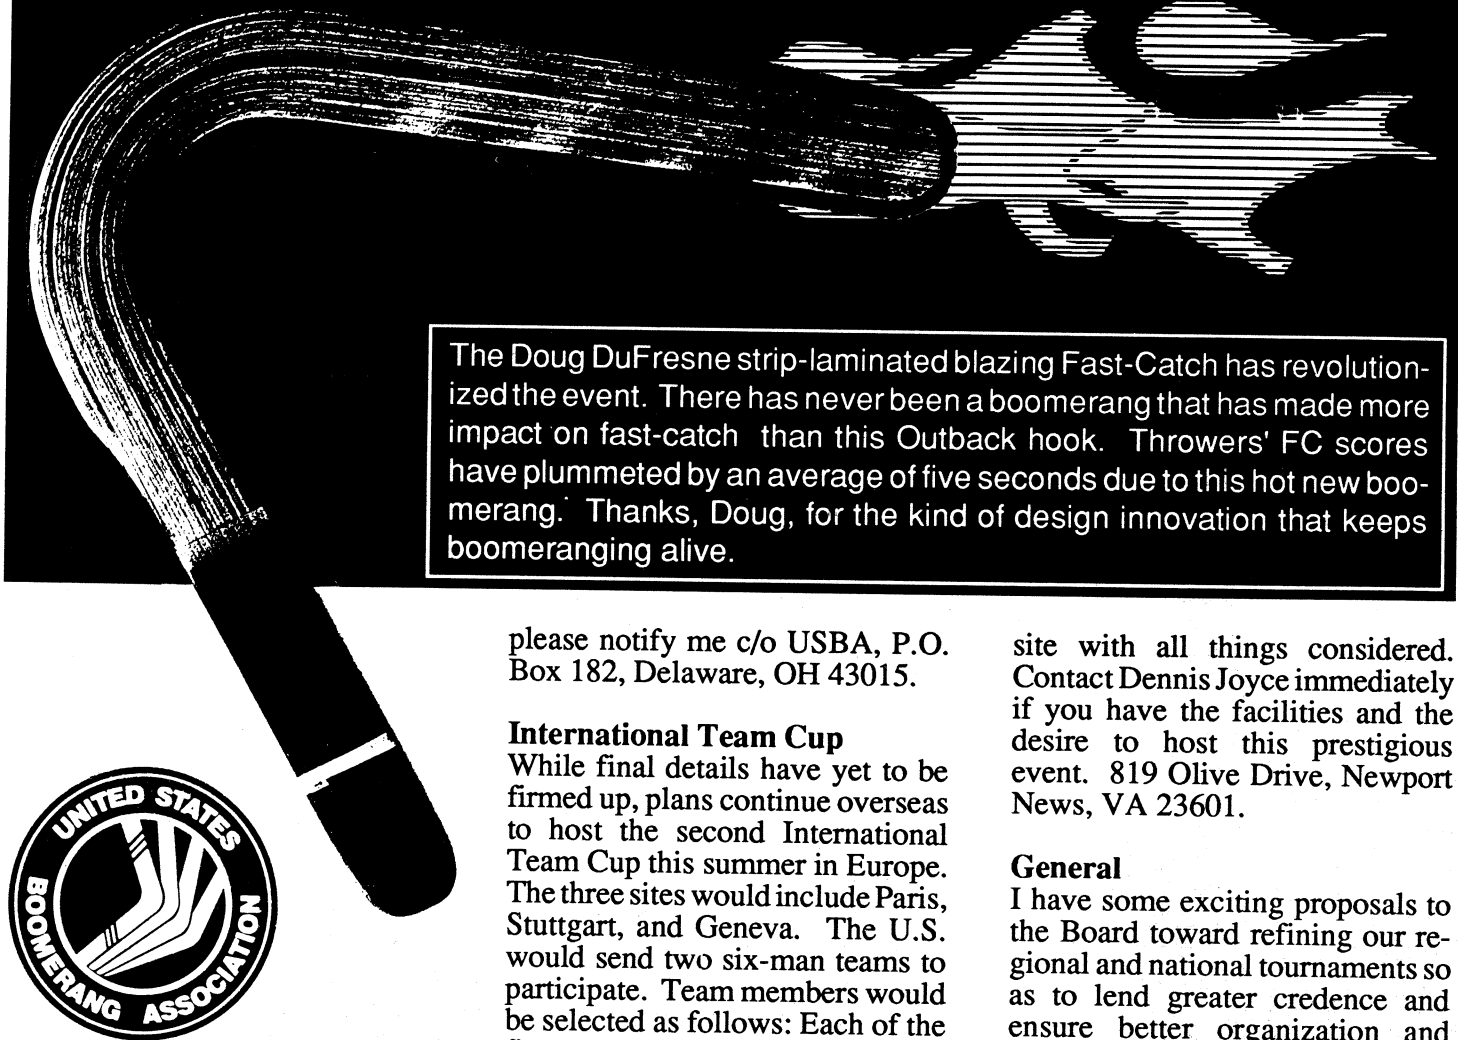 The Doug DuFresne strip-laminated blazing Fast-Catch has revolution-
ized the event. There has never been a boomerang that has made more
impact on fast-catch than this Outback hook. Throwers' FC scores
have plummeted by an average of five seconds due to this hot new boo-
merang. Thanks, Doug, for the kind of design innovation that keeps
boomeranging alive.
UNITED STATES
BOOMERANG ASSOCIATION
please notify me c/o USBA, P.O.
Box 182, Delaware, OH 43015.
International Team Cup
While final details have yet to be
firmed up, plans continue overseas
to host the second International
Team Cup this summer in Europe.
The three sites would include Paris,
Stuttgart, and Geneva. The U.S.
would send two six-man teams to
participate. Team members would
be selected as follows: Each of the
site with all things considered.
Contact Dennis Joyce immediately
if you have the facilities and the
desire to host this prestigious
event. 819 Olive Drive, Newport
News, VA 23601.
General
I have some exciting proposals to
the Board toward refining our re-
gional and national tournaments so
as to lend greater credence and
ensure better organization and